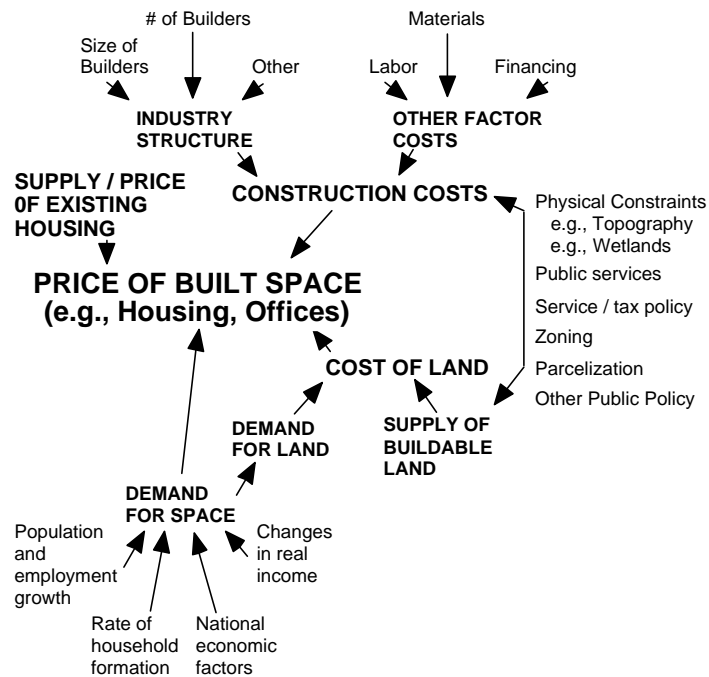 # of Builders
Materials
Size of
Builders
Other
Labor
Financing
INDUSTRY
STRUCTURE
OTHER FACTOR
COSTS
SUPPLY / PRICE
0F EXISTING
HOUSING
CONSTRUCTION COSTS
Physical Constraints
e.g., Topography
e.g., Wetlands
Public services
Service / tax policy
Zoning
Parcelization
Other Public Policy
PRICE OF BUILT SPACE
(e.g., Housing, Offices)
COST OF LAND
DEMAND
FOR LAND
SUPPLY OF
BUILDABLE
LAND
DEMAND
FOR SPACE
Population
and
employment
growth
Changes
in real
income
Rate of
household
formation
National
economic
factors